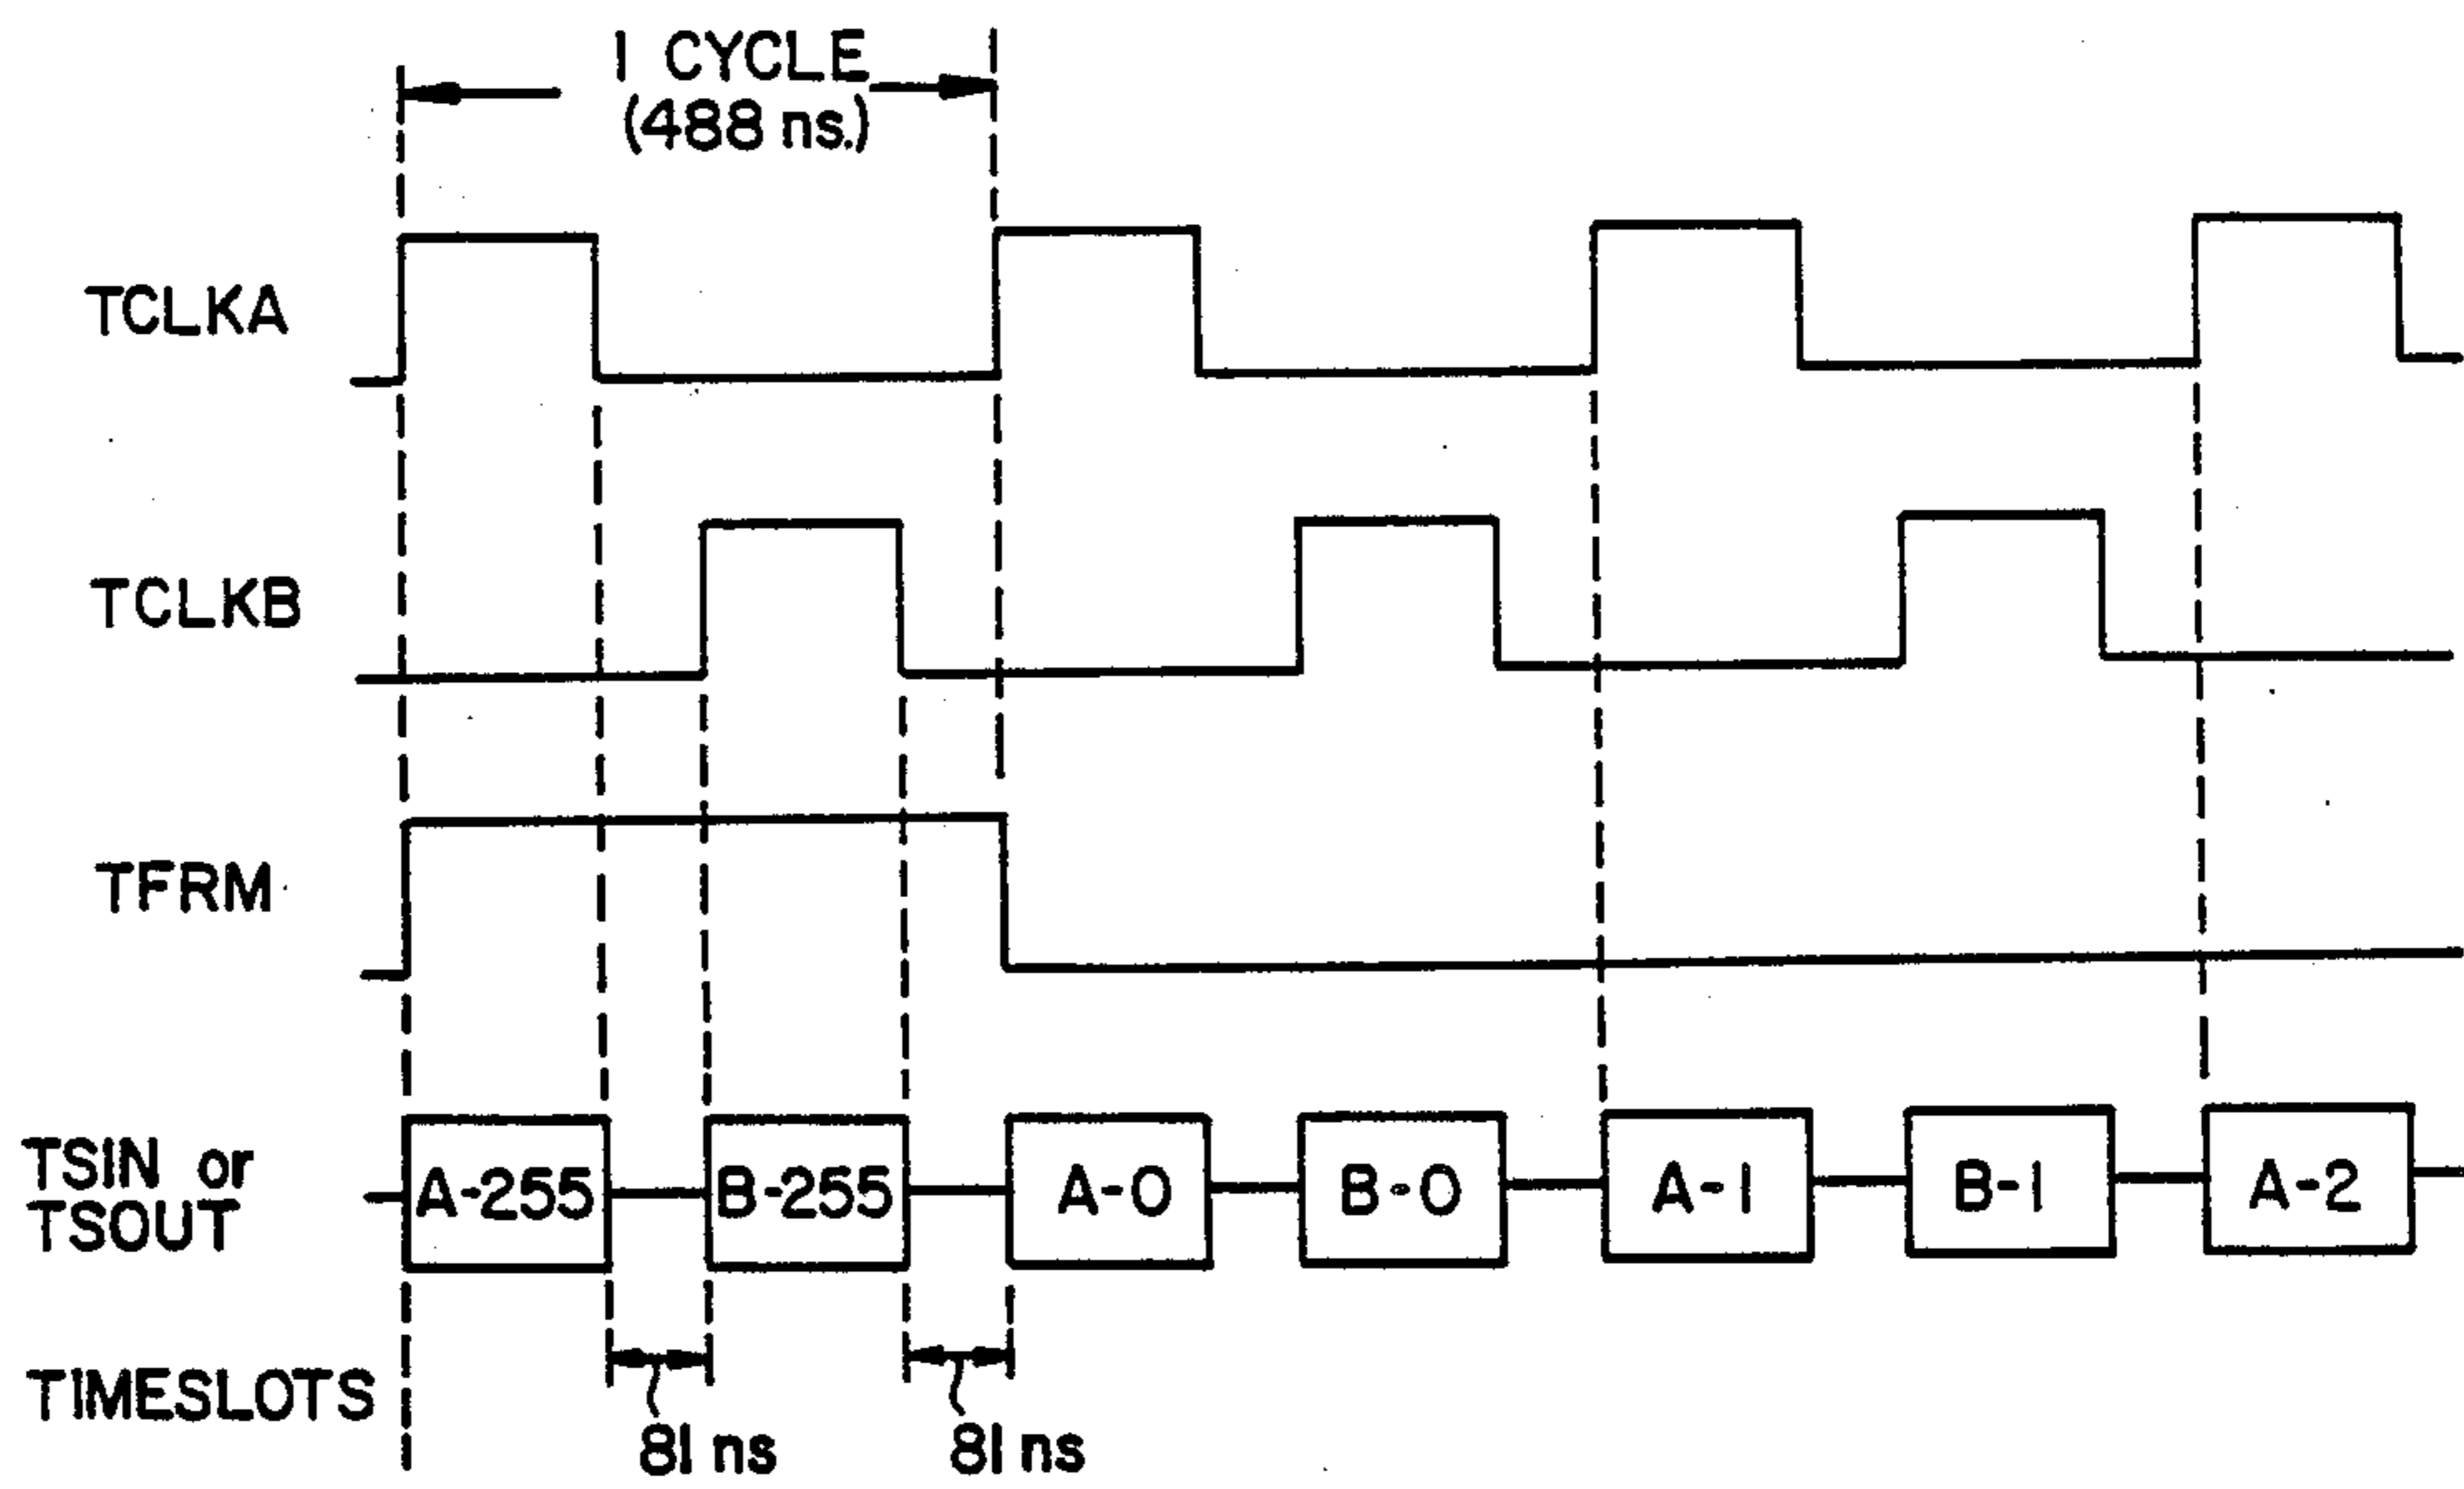 1 CYCLE
(488 ns.)
TCLKA
TCLKB
TFRM
TSIN or
TSOUT
A-255
B-255
A-0
B-0
A-1
B-1
A-2
TIMESLOTS
81 ns
81 ns